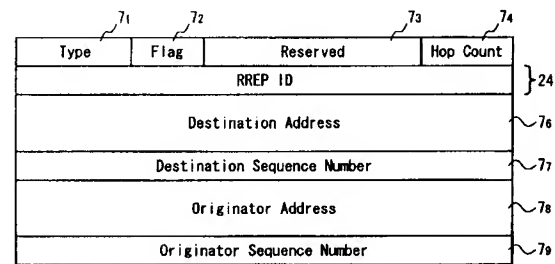 71 72 73 74
Type Flag Reserved Hop Count
RREP ID 24
Destination Address 76
Destination Sequence Number 77
Originator Address 78
Originator Sequence Number 79